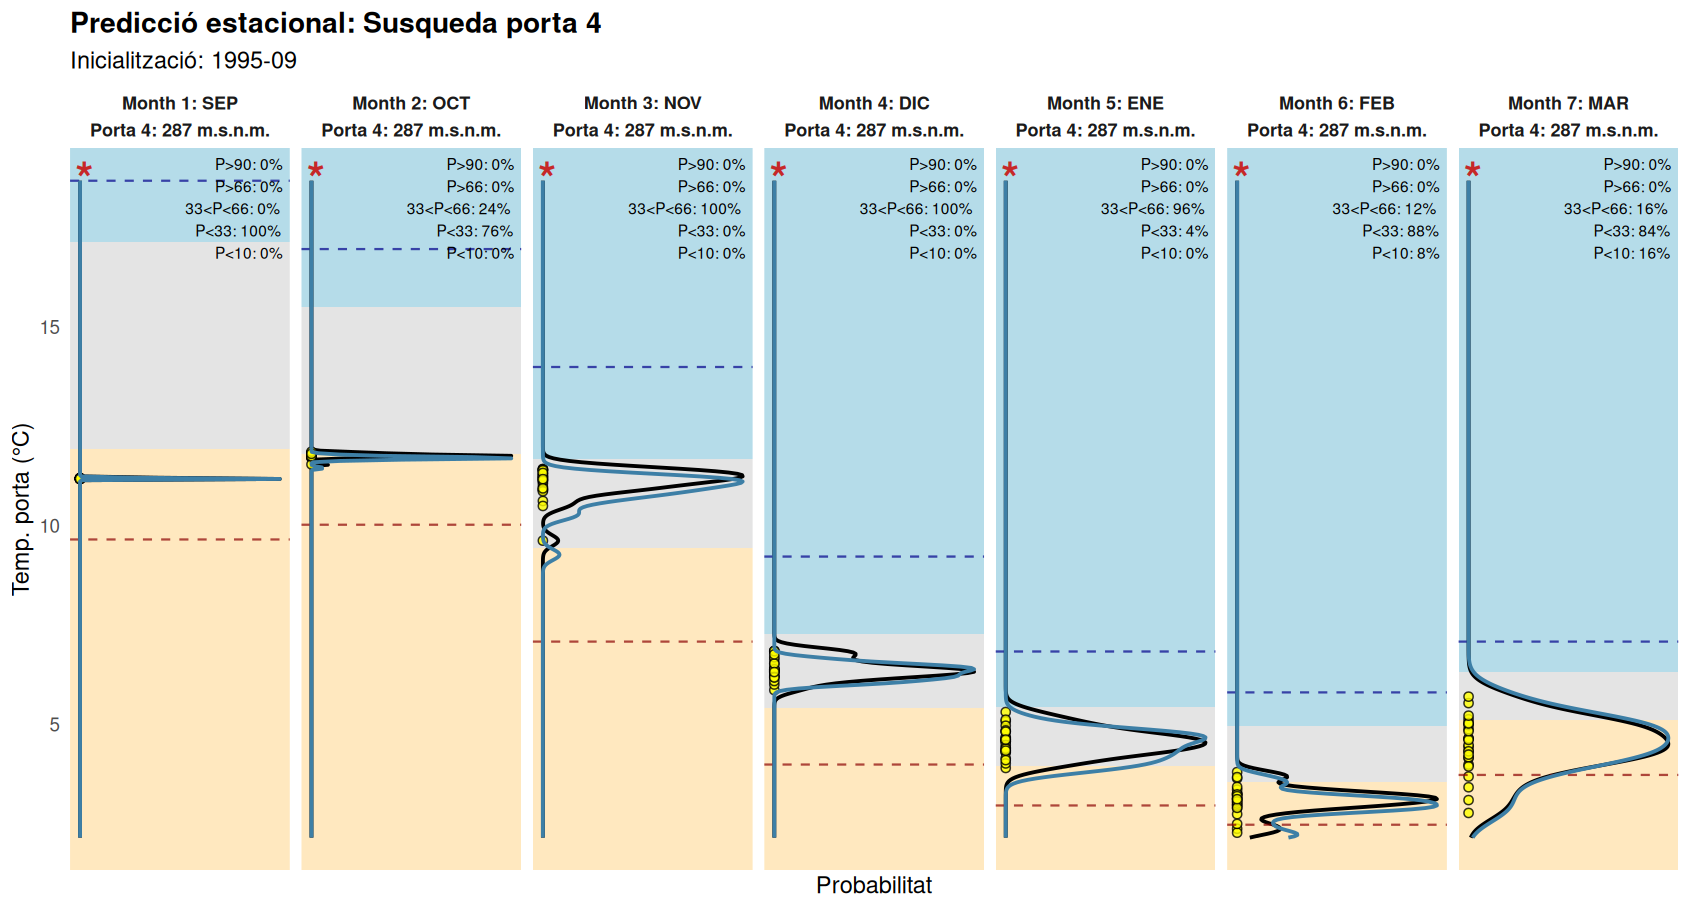 Predicció estacional: Susqueda porta 4
Inicialització: 1995-09
Month 1: SEP
Porta 4: 287 m.s.n.m.
Month 2: OCT
Porta 4: 287 m.s.n.m.
Month 3: NOV
Porta 4: 287 m.s.n.m.
Month 4: DIC
Porta 4: 287 m.s.n.m.
Month 5: ENE
Porta 4: 287 m.s.n.m.
Month 6: FEB
Porta 4: 287 m.s.n.m.
Month 7: MAR
Porta 4: 287 m.s.n.m.
*
P>90: 0%
P>66: 0%
33<P<66: 0%
P<33: 100%
P<10: 0%
*
P>90: 0%
P>66: 0%
33<P<66: 24%
P<33: 76%
P<10: 0%
*
P>90: 0%
P>66: 0%
33<P<66: 100%
P<33: 0%
P<10: 0%
*
P>90: 0%
P>66: 0%
33<P<66: 100%
P<33: 0%
P<10: 0%
*
P>90: 0%
P>66: 0%
33<P<66: 96%
P<33: 4%
P<10: 0%
*
P>90: 0%
P>66: 0%
33<P<66: 12%
P<33: 88%
P<10: 8%
*
P>90: 0%
P>66: 0%
33<P<66: 16%
P<33: 84%
P<10: 16%
15
10
5
Temp. porta (°C)
Probabilitat